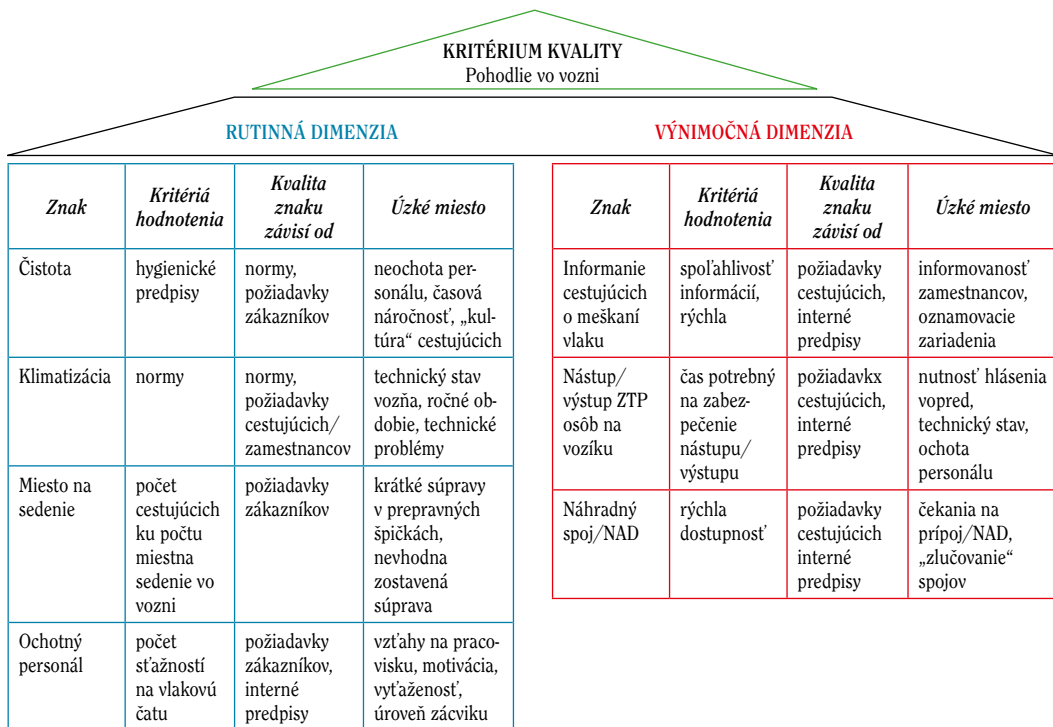 KRITÉRIUM KVALITY
Pohodlie vo vozni
RUTINNÁ DIMENZIA
Znak
Kritériá
hodnotenia
Kvalita
znaku
závisí od
Úzké miesto
Čistota
hygienické
predpisy
normy,
požiadavky
zákazníkov
neochota per-
sonálu, časová
náročnosť, „kul-
túra“ cestujúcich
Klimatizácia
normy
normy,
požiadavky
cestujúcich/
zamestnancov
technický stav
vozňa, ročné ob-
dobie, technické
problémy
Miesto na
sedenie
počet
cestujúcich
ku počtu
miestna
sedenie vo
vozni
požiadavky
zákazníkov
krátké súpravy
v prepravných
špičkách,
nevhodna
zostavená
súprava
Ochotný
personál
počet
sťažností
na vlakovú
čatu
požiadavky
zákazníkov,
interné
predpisy
vzťahy na praco-
visku, motivácia,
vyťaženosť,
úroveň zácviku
VÝNIMOČNÁ DIMENZIA
Znak
Kritériá
hodnotenia
Kvalita
znaku
závisí od
Úzké miesto
Informanie
cestujúcich
o meškaní
vlaku
spoľahlivosť
informácií,
rýchla
požiadavky
cestujúcich,
interné
predpisy
informovanosť
zamestnancov,
oznamovacie
zariadenia
Nástup/
výstup ZTP
osôb na
vozíku
čas potrebný
na zabez-
pečenie
nástupu/
výstupu
požiadavkx
cestujúcich,
interné
predpisy
nutnosť hlásenia
vopred,
technický stav,
ochota
personálu
Náhradný
spoj/NAD
rýchla
dostupnosť
požiadavky
cestujúcich
interné
predpisy
čekania na
prípoj/NAD,
„zlučovanie“
spojov